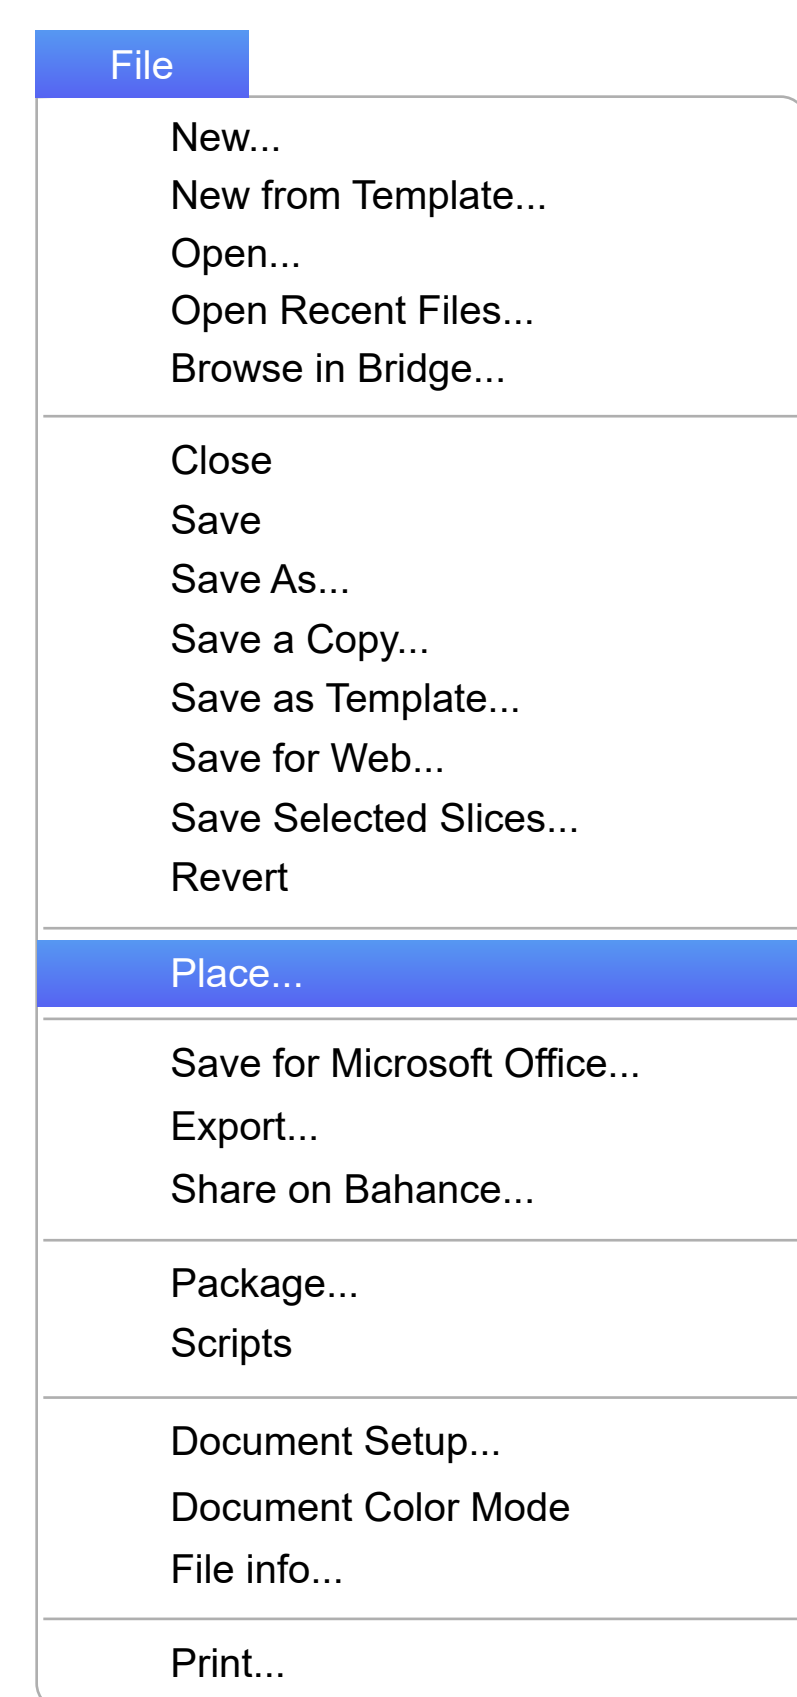 File
New...
New from Template...
Open...
Open Recent Files...
Browse in Bridge...
Close
Save
Save As...
Save a Copy...
Save as Template...
Save for Web...
Save Selected Slices...
Revert
Place...
Save for Microsoft Office...
Export...
Share on Bahance...
Package...
Scripts
Document Setup...
Document Color Mode
File info...
Print...